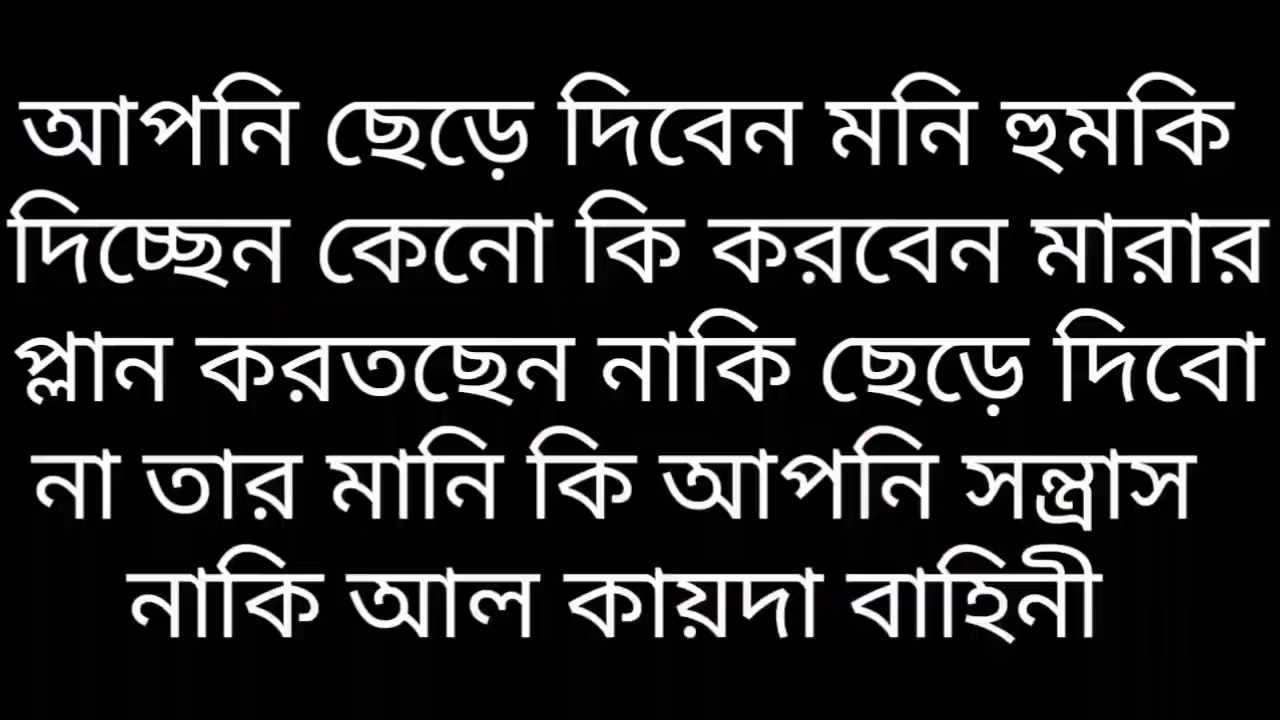 আপনি ছেড়ে দিবেন মনি হুমকি
দিচ্ছেন কেনো কি করবেন মারার
প্লান করতছেন নাকি ছেড়ে দিবো
না তার মানি কি আপনি সন্ত্রাস
নাকি আল কায়দা বাহিনী